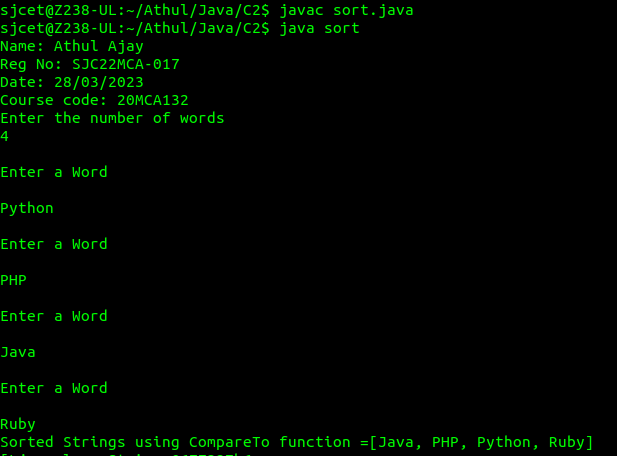 sjcet@Z238-UL:~/Athul/Java/C2$ javac sort.java
sjcet@Z238-UL:~/Athul/Java/C2$ java sort
Name: Athul Ajay
Reg No: SJC22MCA-017
Date: 28/03/2023
Course code: 20MCA132
Enter the number of words
4
Enter a Word
Python
Enter a Word
PHP
Enter a Word
Java
Enter a Word
Ruby
Sorted Strings using CompareTo function =[Java, PHP, Python, Ruby]